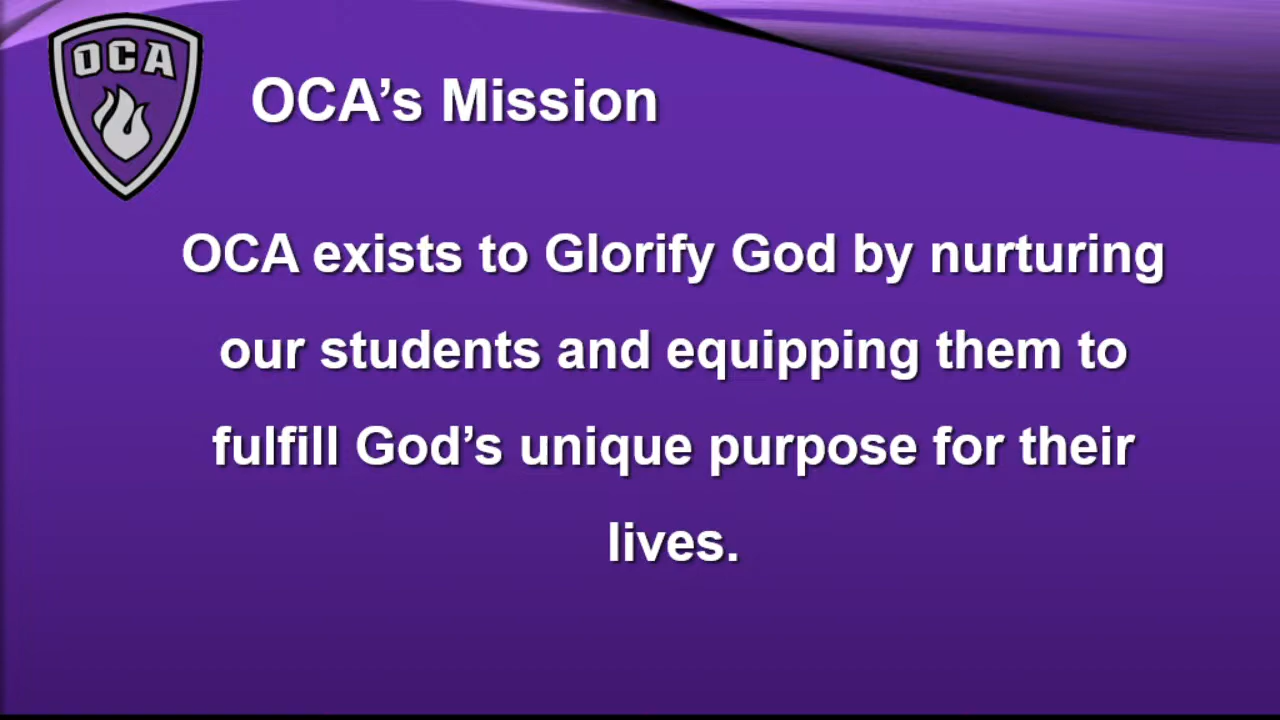 OCA
OCA’s Mission
OCA exists to Glorify God by nurturing
our students and equipping them to
fulfill God’s unique purpose for their
lives.